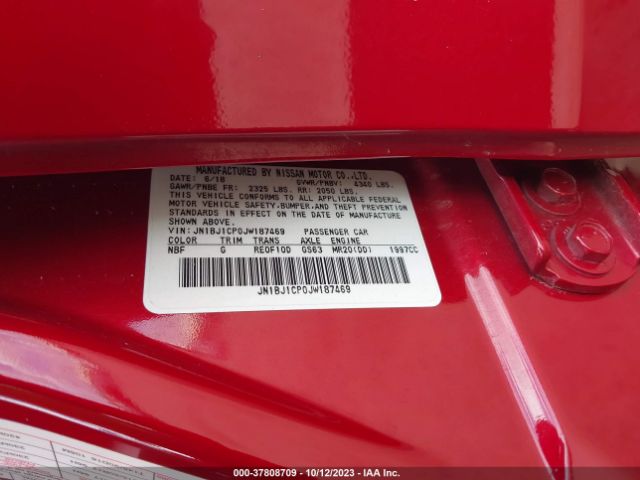 MANUFACTURED BY NISSAN MOTOR CO.,LTD.
DATE: 6/18 GVWR/PNBV: 4340 LBS.
GAWR/PNBE FR: 2325 LBS. RR: 2050 LBS.
THIS VEHICLE CONFORMS TO ALL APPLICABLE FEDERAL
MOTOR VEHICLE SAFETY,BUMPER,AND THEFT PREVENTION
STANDARDS IN EFFECT ON THE DATE OF MANUFACTURE
SHOWN ABOVE.
VIN: JN1BJ1CP0JW187469 PASSENGER CAR
COLOR TRIM TRANS AXLE ENGINE
NBF G RE0F10D GS63 MR20(DD) 1997CC
JN1BJ1CP0JW187469
000-37808709 - 10/12/2023 - IAA Inc.